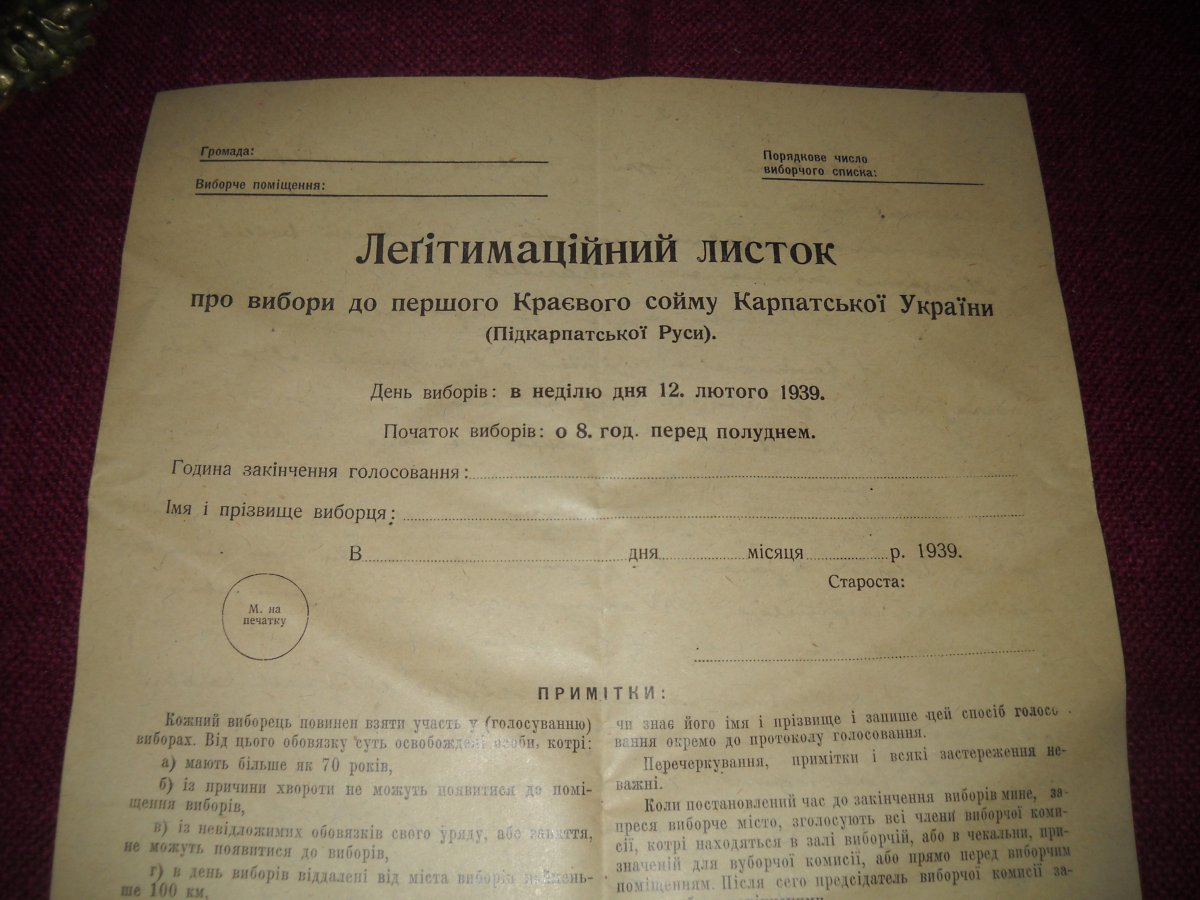 Громада:
Виборче поміщення:
Порядкове число
виборчого списка:
Леґітимаційний листок
про вибори до першого Краєвого сойму Карпатської України
(Підкарпатської Руси).
День виборів: в неділю дня 12. лютого 1939.
Початок виборів: о 8. год. перед полуднем.
Година закінчення голосовання:
Імя і прізвище виборця:
В дня місяця р. 1939.
Староста:
М. на
печатку
ПРИМІТКИ:
Кожний виборець повинен взяти участь у (голосуванню)
виборах. Від цього обовязку суть освобождені особи, котрі:
а) мають більше як 70 років,
б) із причини хвороти не можуть появитися до помі-
щення виборів,
в) із невідложимих обовязків свого уряду, або заняття,
не можуть появитися до виборів,
г) в день виборів віддалені від міста виборів наймень-
ше 100 км,
чи знає його імя і прізвище і запише цей спосіб голосо
вання окремо до протоколу голосовання.
Перечеркування, примітки і всякі застереження не-
важні.
Коли постановлений час до закінчення виборів мине, за-
преся виборче місто, зголосують всі члени виборчої коми-
сії, котрі находяться в залі виборчій, або в чекальни, при-
значеній для вуборчої комисії, або прямо перед виборчим
поміщенням. Після сего предсідатель виборчої комисії за-